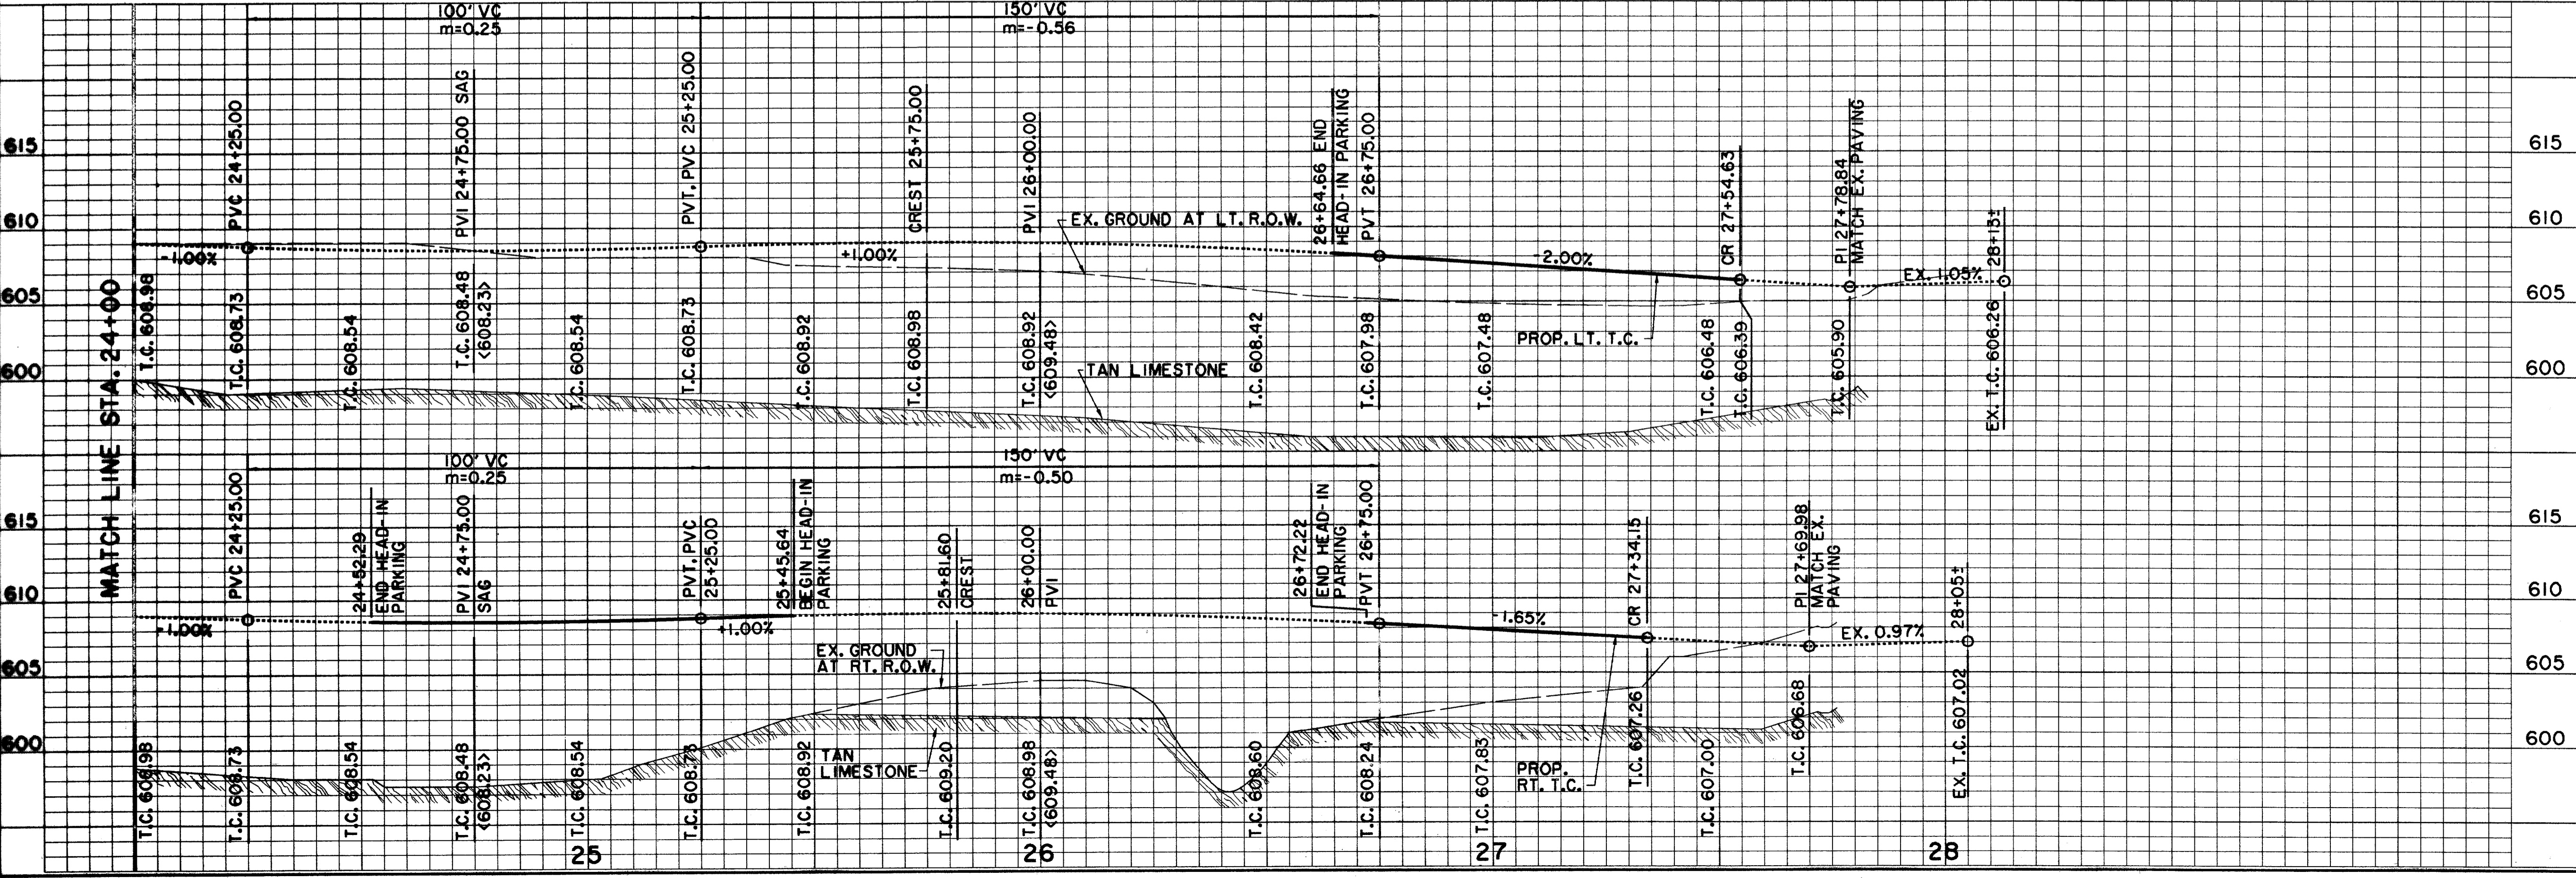 100' VC
m=0.25
150' VC
m=-0.56
615
610
605
600
615
610
605
600
MATCH LINE STA. 24+00
PVC 24+25.00
PVI 24+75.00 SAG
PVT, PVC 25+25.00
CREST 25+75.00
PVI 26+00.00
26+64.66 END
HEAD-IN PARKING
PVT 26+75.00
CR 27+54.63
PI 27+78.84
MATCH EX. PAVING
28+13±
-1.00%
+1.00%
EX. GROUND AT LT. R.O.W.
-2.00%
EX. 1.05%
PROP. LT. T.C.
TAN LIMESTONE
T.C. 608.98
T.C. 608.73
T.C. 608.54
T.C. 608.48
<608.23>
T.C. 608.54
T.C. 608.73
T.C. 608.92
T.C. 608.98
T.C. 608.92
<609.48>
T.C. 608.42
T.C. 607.98
T.C. 607.48
T.C. 606.48
T.C. 606.39
T.C. 605.90
EX. T.C. 606.26
100' VC
m=0.25
150' VC
m=-0.50
615
610
605
600
615
610
605
600
PVC 24+25.00
24+52.29
END HEAD-IN
PARKING
PVI 24+75.00
SAG
PVT, PVC
25+25.00
25+45.64
BEGIN HEAD-IN
PARKING
25+81.60
CREST
26+00.00
PVI
26+72.22
END HEAD-IN
PARKING
PVT 26+75.00
CR 27+34.15
PI 27+69.98
MATCH EX.
PAVING
28+05±
-1.00%
+1.00%
-1.65%
EX. 0.97%
EX. GROUND
AT RT. R.O.W.
TAN
LIMESTONE
PROP.
RT. T.C.
T.C. 608.98
T.C. 608.73
T.C. 608.54
T.C. 608.48
<608.23>
T.C. 608.54
T.C. 608.73
T.C. 608.92
T.C. 609.20
T.C. 608.98
<609.48>
T.C. 608.60
T.C. 608.24
T.C. 607.83
T.C. 607.26
T.C. 607.00
T.C. 606.68
EX. T.C. 607.02
25
26
27
28